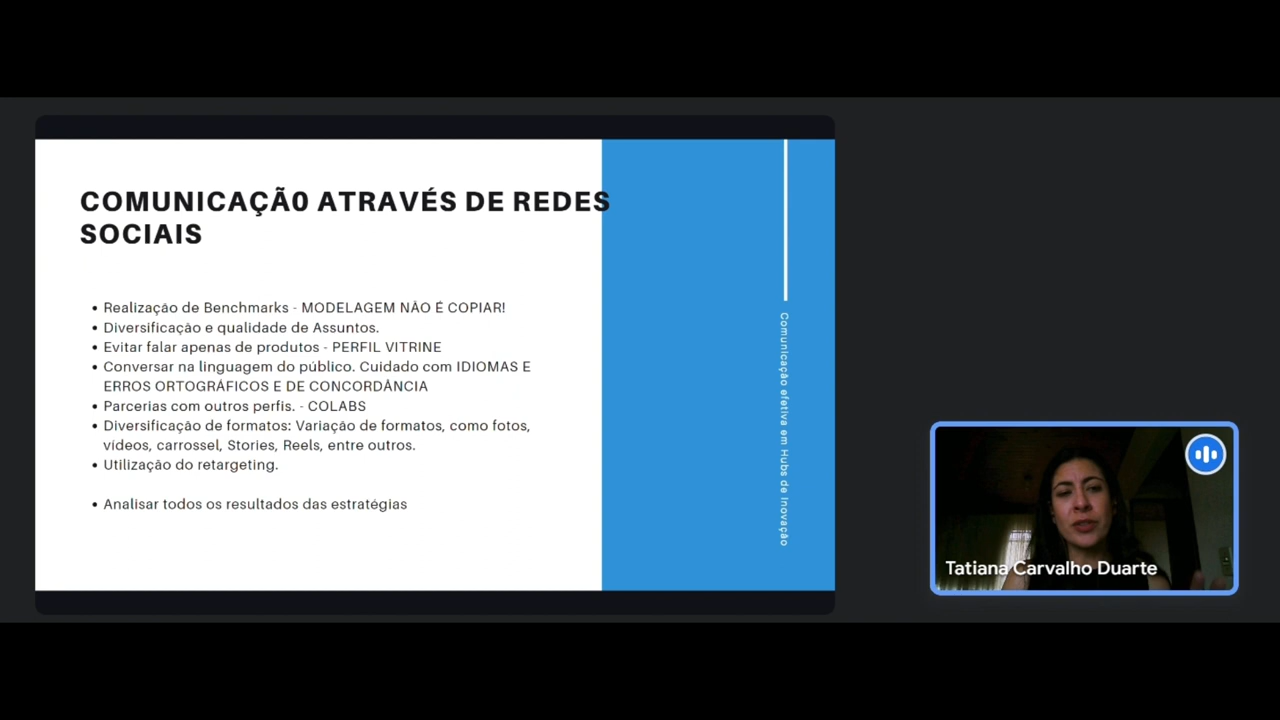 COMUNICAÇÃ0 ATRAVÉS DE REDES
SOCIAIS
• Realização de Benchmarks - MODELAGEM NÃO É COPIAR!
• Diversificação e qualidade de Assuntos.
• Evitar falar apenas de produtos - PERFIL VITRINE
• Conversar na linguagem do público. Cuidado com IDIOMAS E
ERROS ORTOGRÁFICOS E DE CONCORDÂNCIA
• Parcerias com outros perfis. - COLABS
• Diversificação de formatos: Variação de formatos, como fotos,
vídeos, carrossel, Stories, Reels, entre outros.
• Utilização do retargeting.
• Analisar todos os resultados das estratégias
Comunicação efetiva em Hubs de Inovação
Tatiana Carvalho Duarte